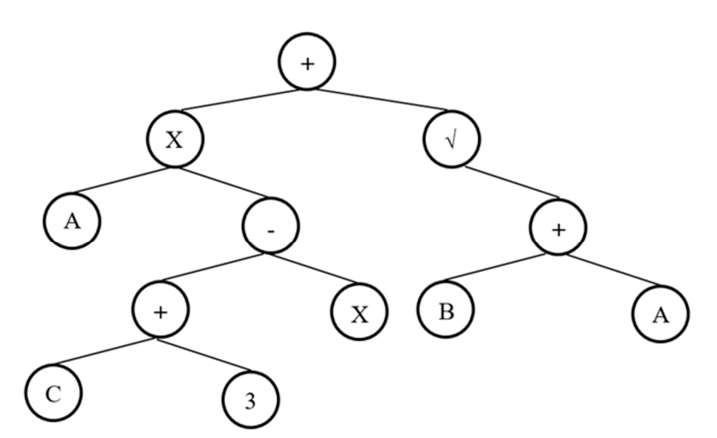 +
X √
A - +
+ X B A
C 3